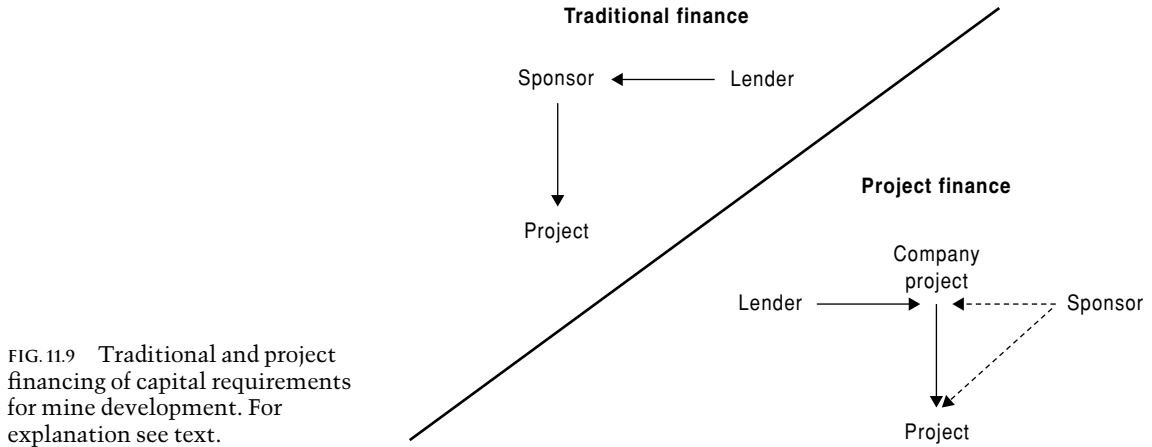 Traditional finance
Sponsor
Lender
Project
Project finance
Company
project
Lender
Sponsor
Project
FIG. 11.9 Traditional and project
financing of capital requirements
for mine development. For
explanation see text.